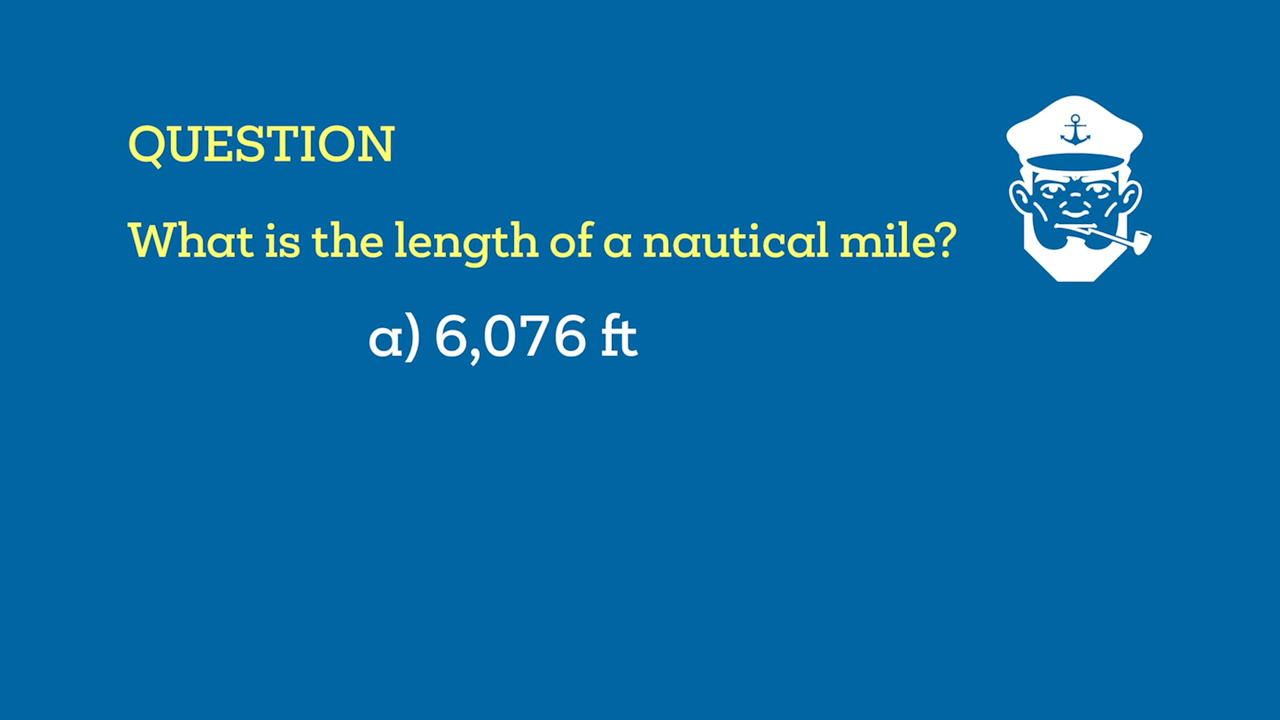 QUESTION
What is the length of a nautical mile?
a) 6,076 ft